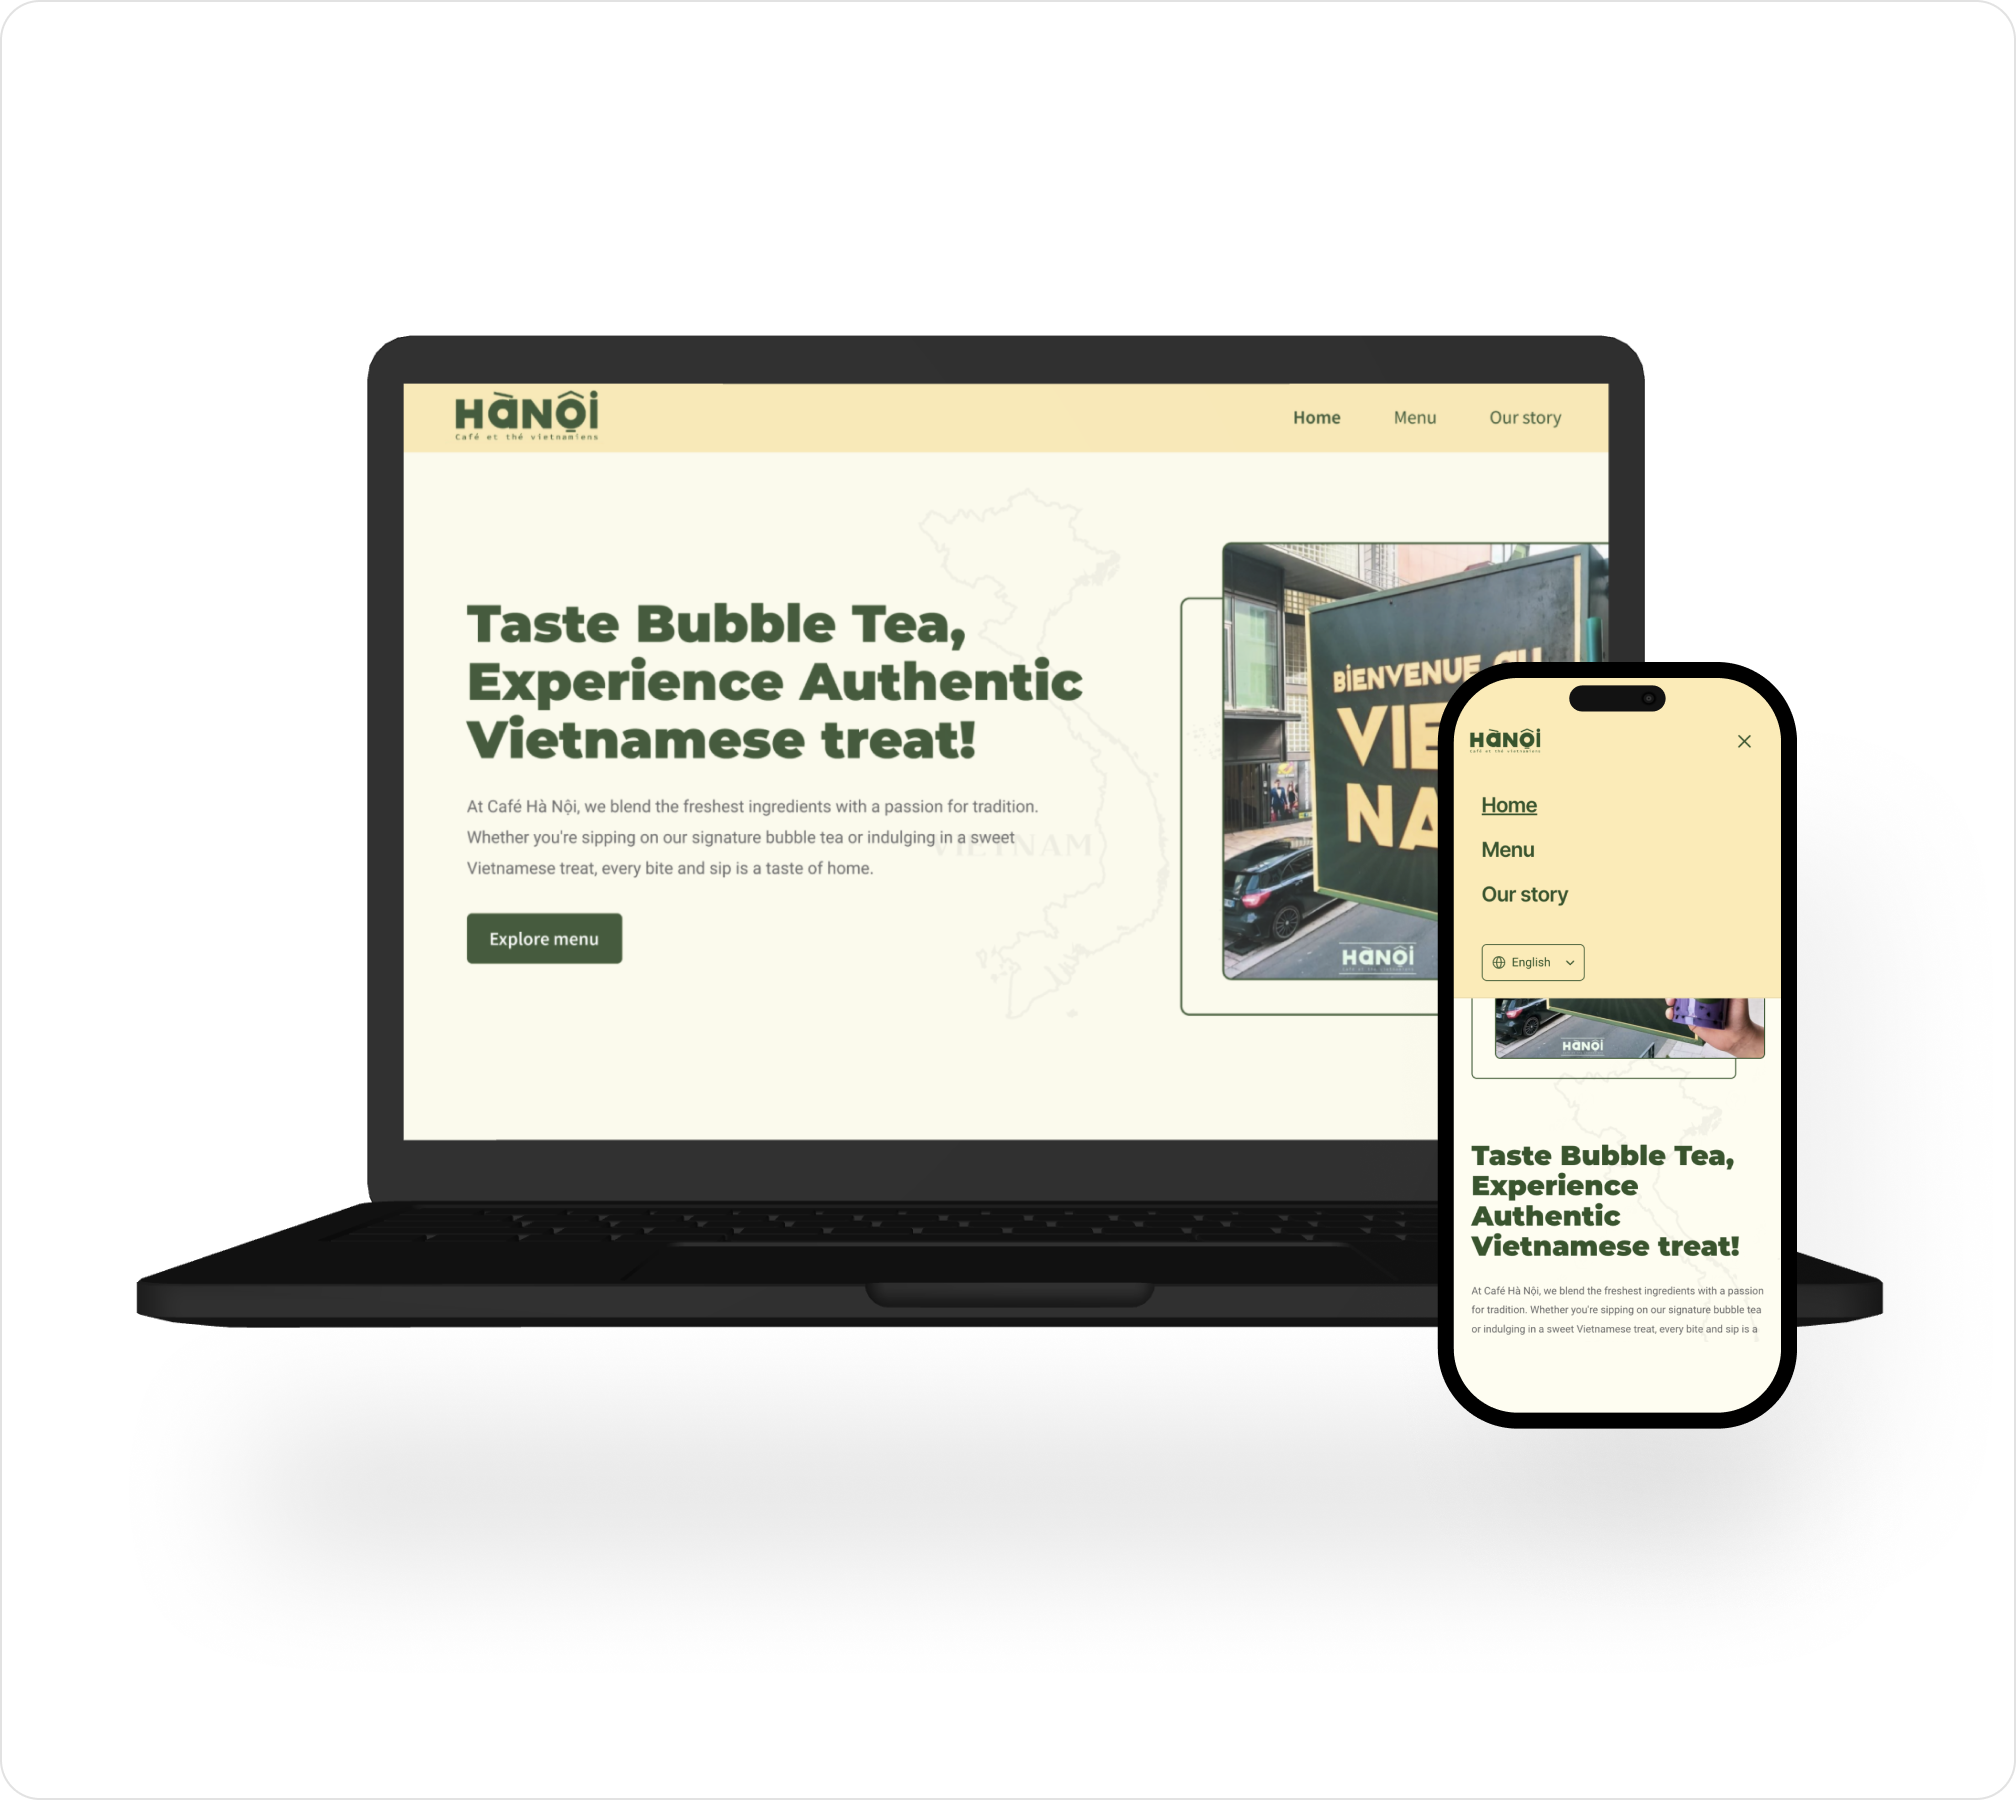 HàNội
Café et thé vietnamiens
Home Menu Our story
Taste Bubble Tea,
Experience Authentic
Vietnamese treat!
At Café Hà Nội, we blend the freshest ingredients with a passion for tradition.
Whether you're sipping on our signature bubble tea or indulging in a sweet
Vietnamese treat, every bite and sip is a taste of home.
VIETNAM
Explore menu
BiENVENUE AU
VIE
NA
HàNội
HàNội
Café et thé vietnamiens
Home
Menu
Our story
English
HàNội
Taste Bubble Tea,
Experience
Authentic
Vietnamese treat!
At Café Hà Nội, we blend the freshest ingredients with a passion
for tradition. Whether you're sipping on our signature bubble tea
or indulging in a sweet Vietnamese treat, every bite and sip is a